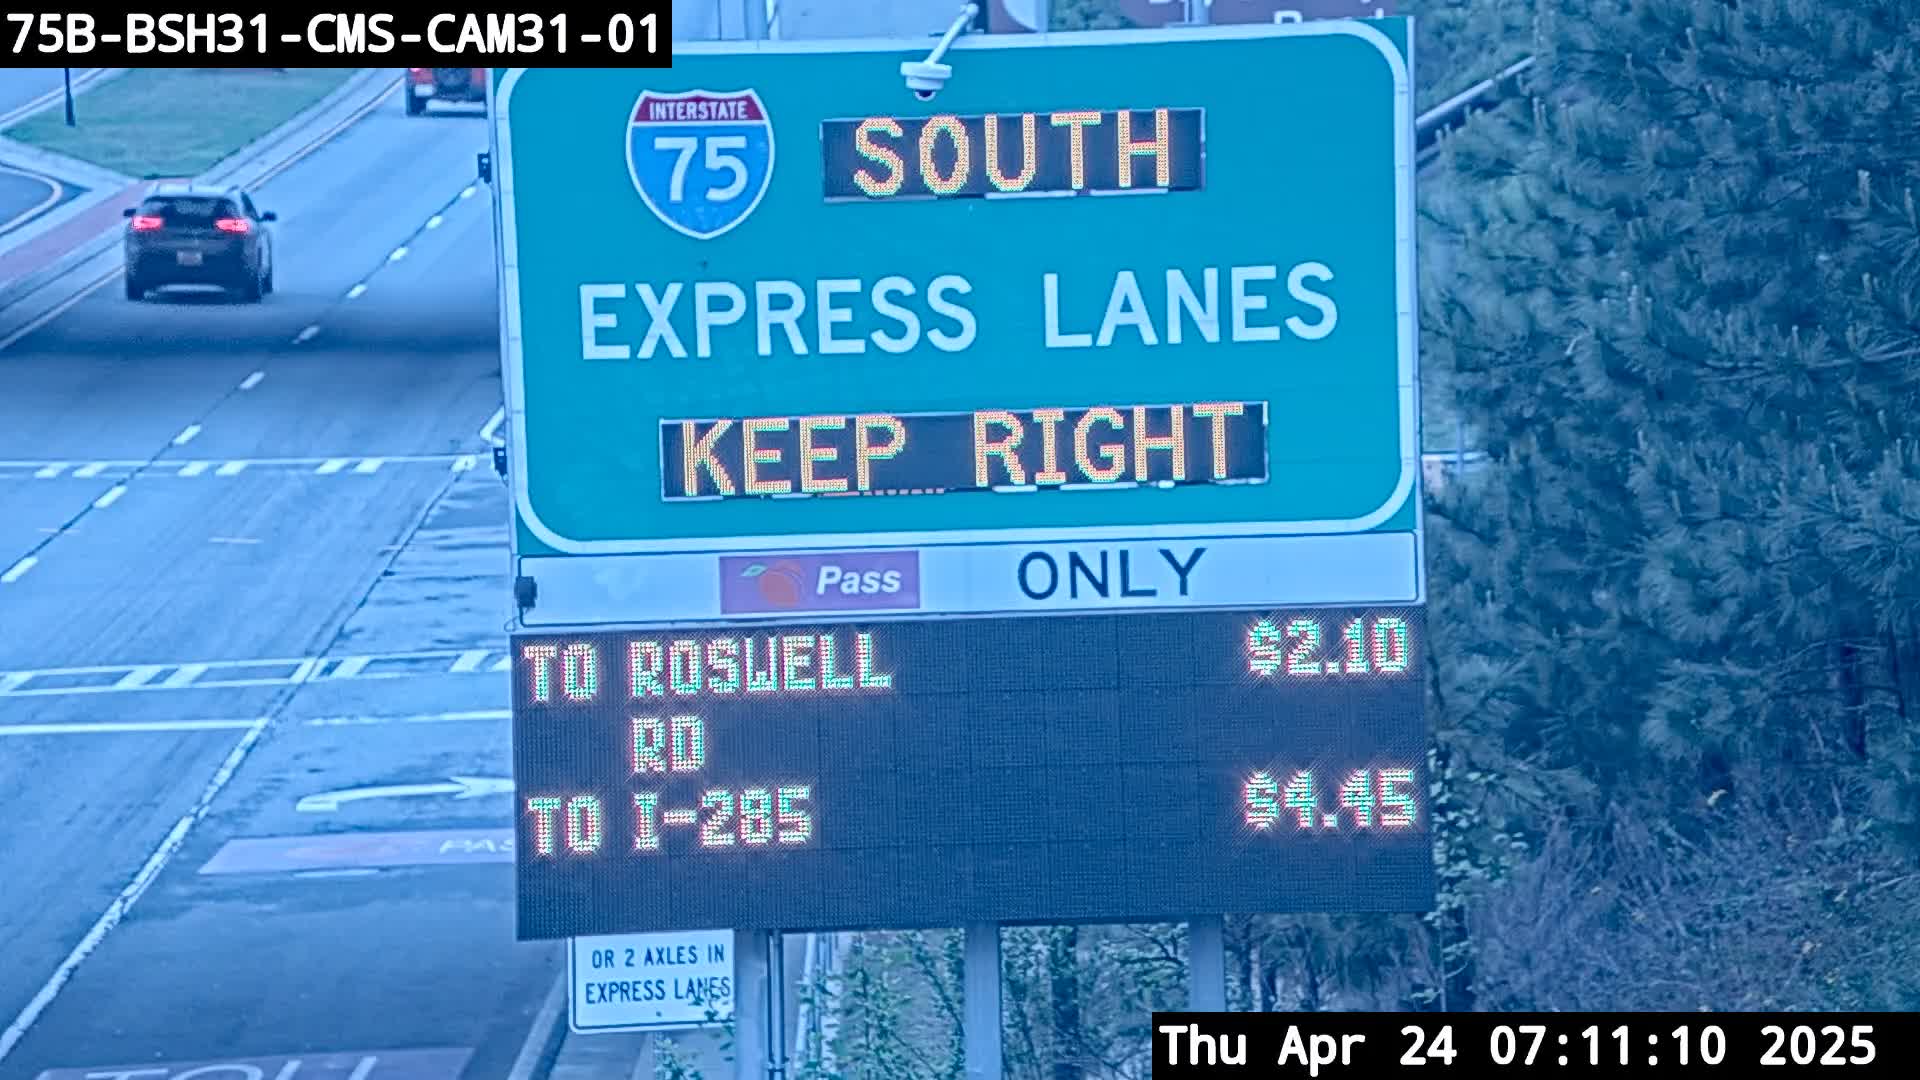 75B-BSH31-CMS-CAM31-01
INTERSTATE
75
SOUTH
EXPRESS LANES
KEEP RIGHT
Pass ONLY
TO ROSWELL $2.10
RD
TO I-285 $4.45
OR 2 AXLES IN
EXPRESS LANES
TOLL
Thu Apr 24 07:11:10 2025